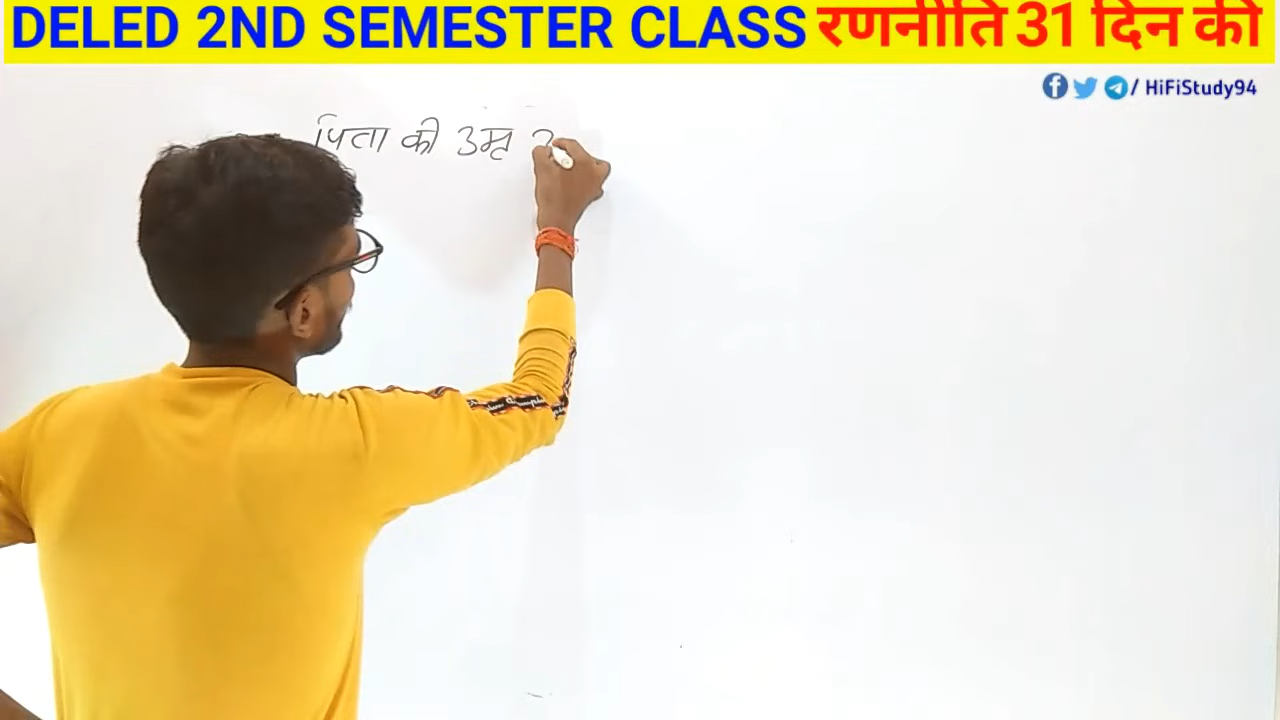 DELED 2ND SEMESTER CLASS रणनीति 31 दिन की
/ HiFiStudy94
पिता की उम्र